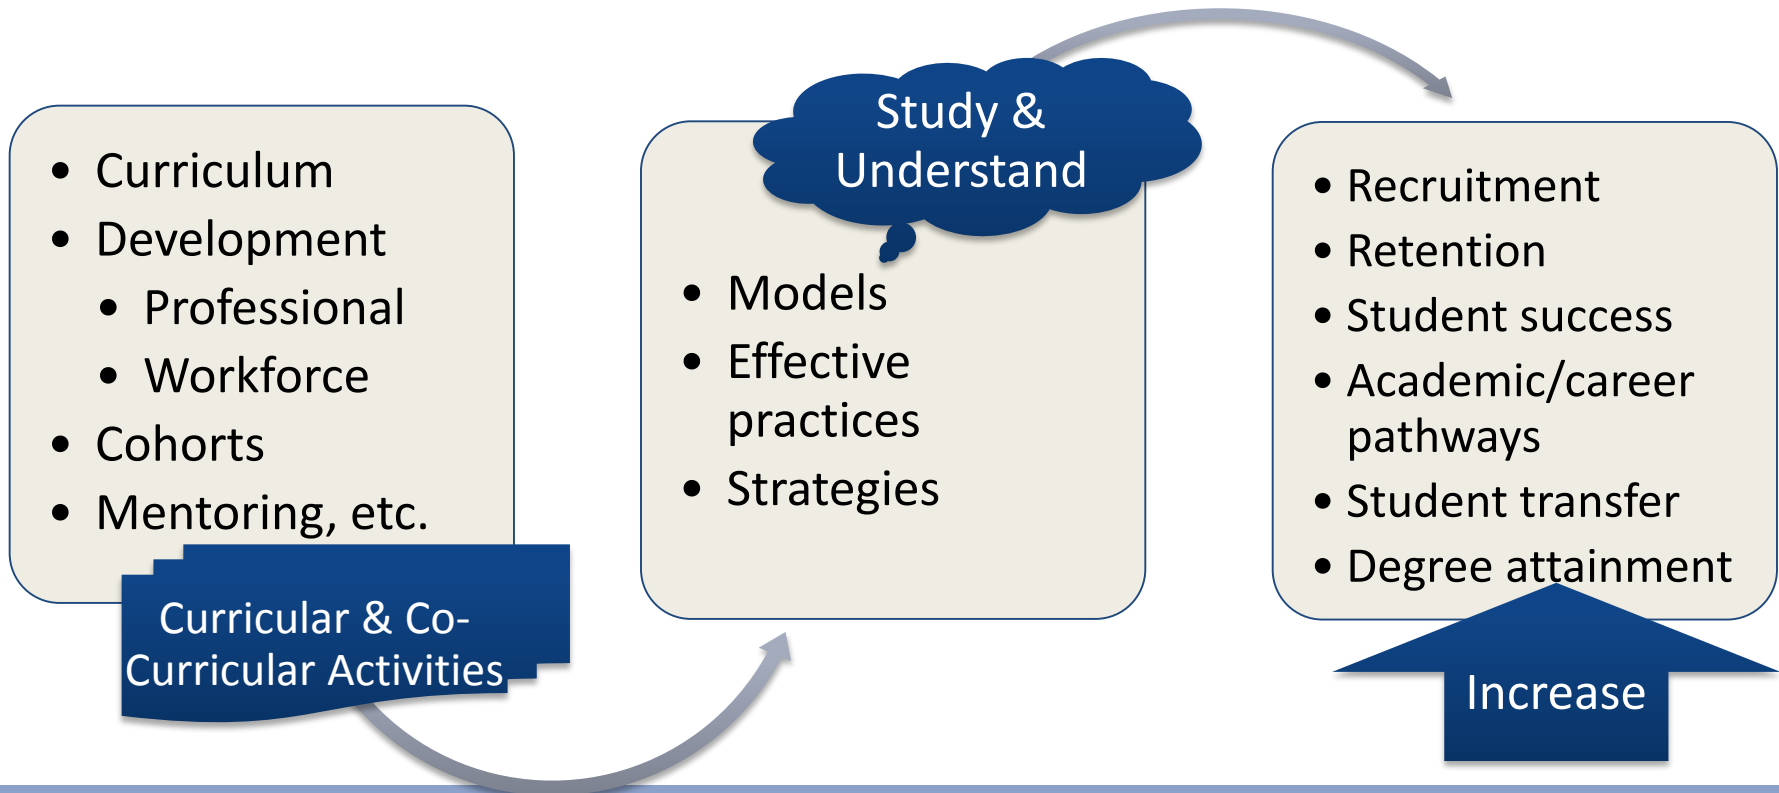 • Curriculum
• Development
• Professional
• Workforce
• Cohorts
• Mentoring, etc.
Curricular & Co-
Curricular Activities
Study &
Understand
• Models
• Effective
practices
• Strategies
• Recruitment
• Retention
• Student success
• Academic/career
pathways
• Student transfer
• Degree attainment
Increase